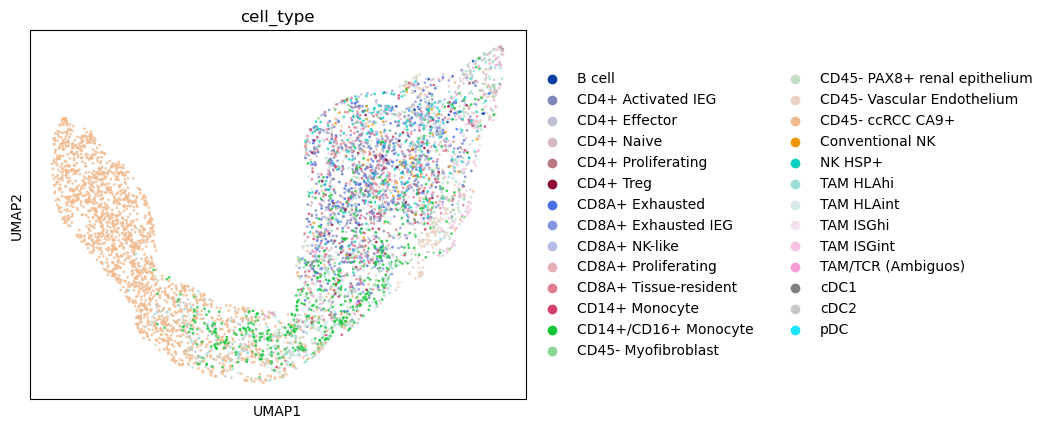 cell_type
UMAP2
UMAP1
B cell
CD4+ Activated IEG
CD4+ Effector
CD4+ Naive
CD4+ Proliferating
CD4+ Treg
CD8A+ Exhausted
CD8A+ Exhausted IEG
CD8A+ NK-like
CD8A+ Proliferating
CD8A+ Tissue-resident
CD14+ Monocyte
CD14+/CD16+ Monocyte
CD45- Myofibroblast
CD45- PAX8+ renal epithelium
CD45- Vascular Endothelium
CD45- ccRCC CA9+
Conventional NK
NK HSP+
TAM HLAhi
TAM HLAint
TAM ISGhi
TAM ISGint
TAM/TCR (Ambiguos)
cDC1
cDC2
pDC